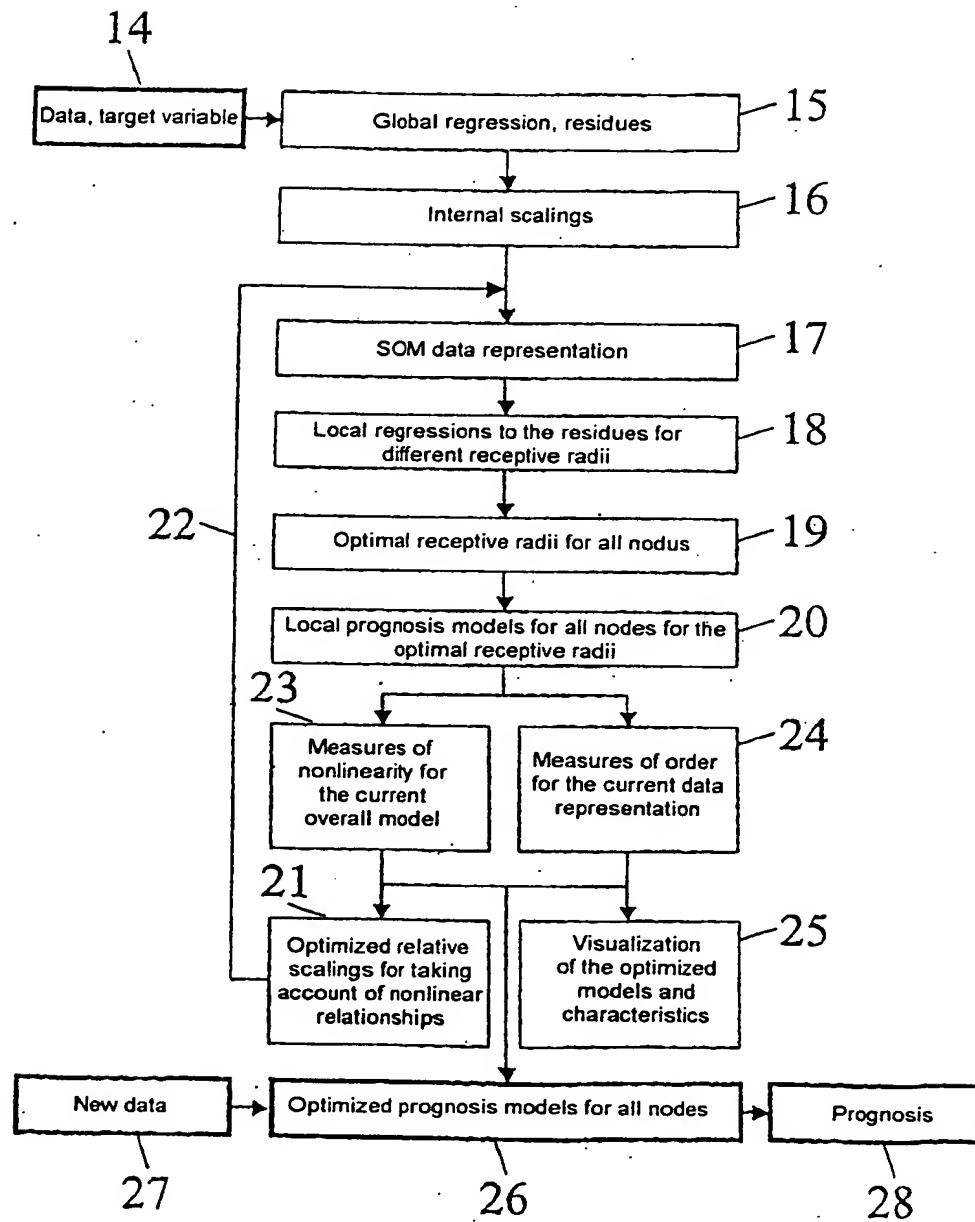 14
Data, target variable
Global regression, residues
15
Internal scalings
16
SOM data representation
17
Local regressions to the residues for
different receptive radii
18
22
Optimal receptive radii for all nodus
19
Local prognosis models for all nodes for the
optimal receptive radii
20
23
Measures of
nonlinearity for
the current
overall model
Measures of order
for the current data
representation
24
21
Optimized relative
scalings for taking
account of nonlinear
relationships
Visualization
of the optimized
models and
characteristics
25
New data
Optimized prognosis models for all nodes
Prognosis
27
26
28